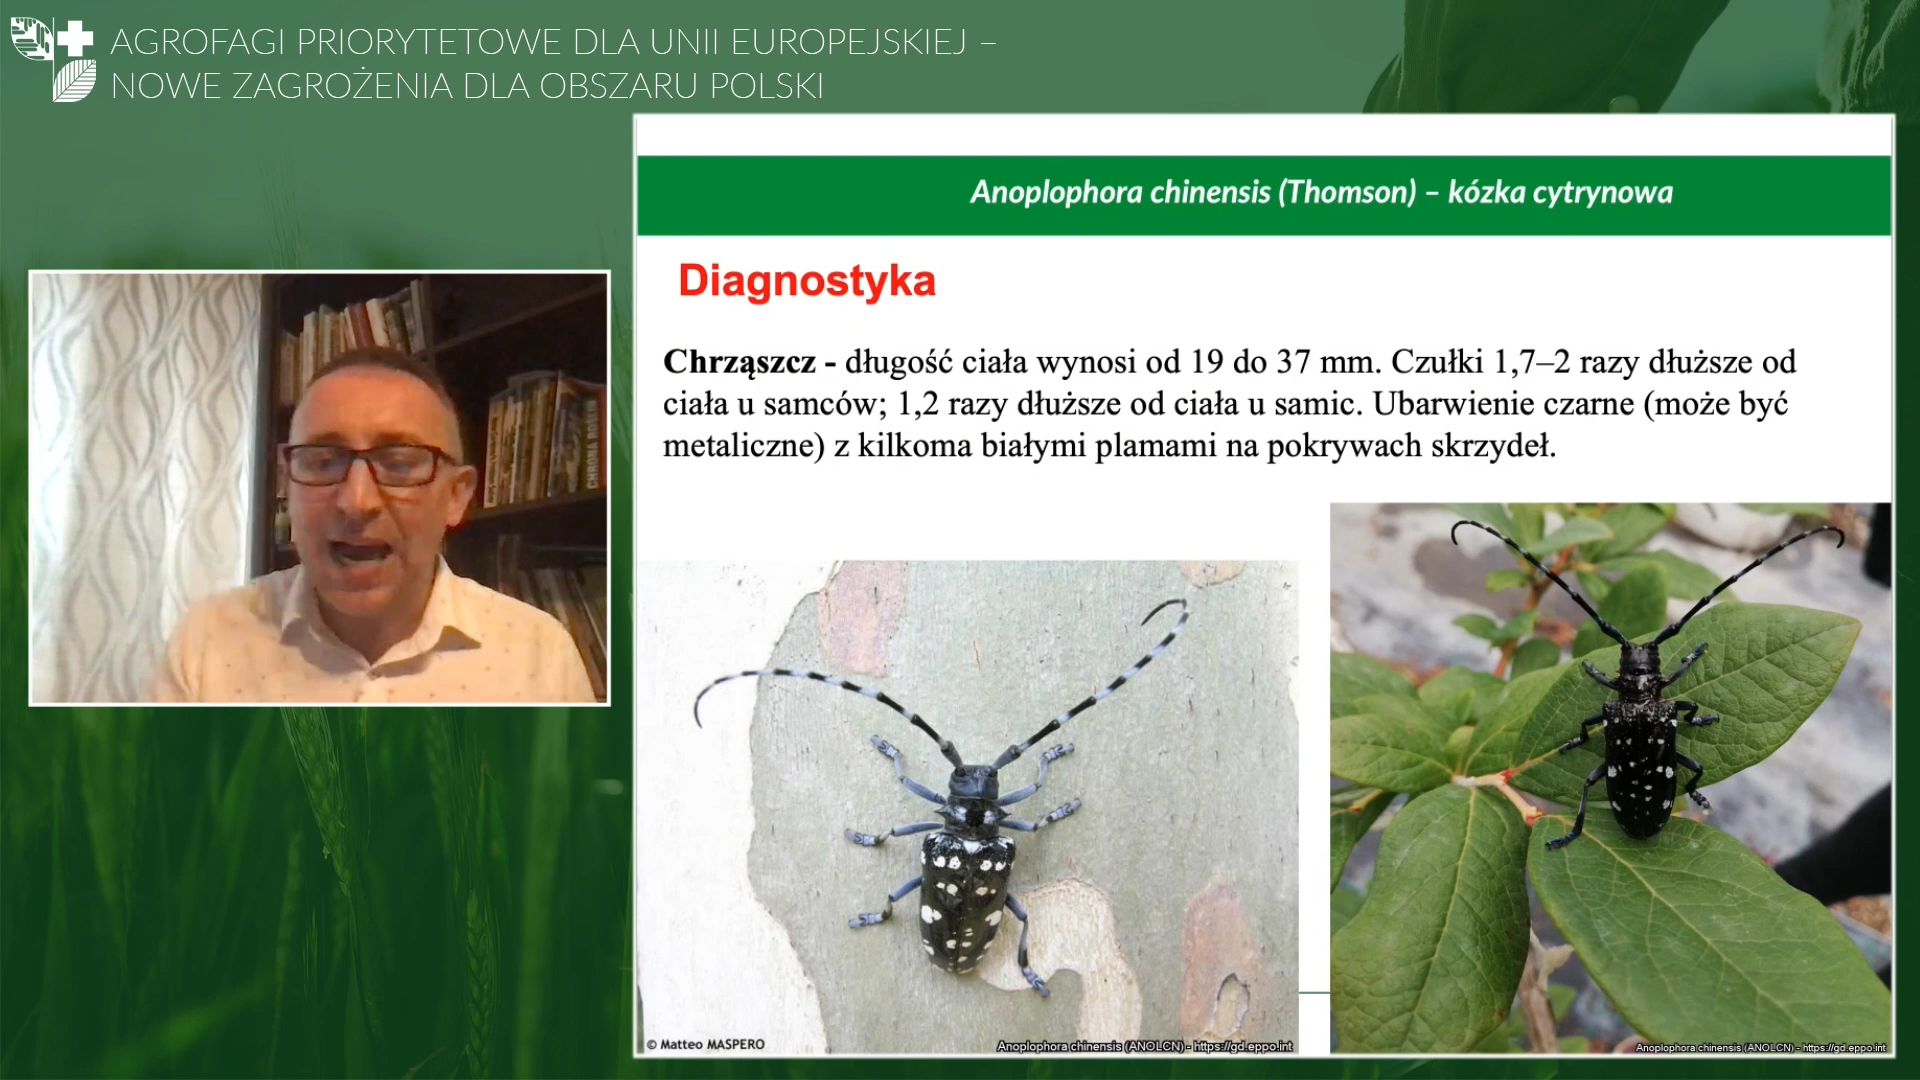 AGROFAGI PRIORYTETOWE DLA UNII EUROPEJSKIEJ –
NOWE ZAGROŻENIA DLA OBSZARU POLSKI
Anoplophora chinensis (Thomson) – kózka cytrynowa
Diagnostyka
Chrząszcz - długość ciała wynosi od 19 do 37 mm. Czułki 1,7–2 razy dłuższe od
ciała u samców; 1,2 razy dłuższe od ciała u samic. Ubarwienie czarne (może być
metaliczne) z kilkoma białymi plamami na pokrywach skrzydeł.
CHROBA ROSLIN
© Matteo MASPERO
Anoplophora chinensis (ANOLCN) - https://gd.eppo.int
Anoplophora chinensis (ANOLCN) - https://gd.eppo.int